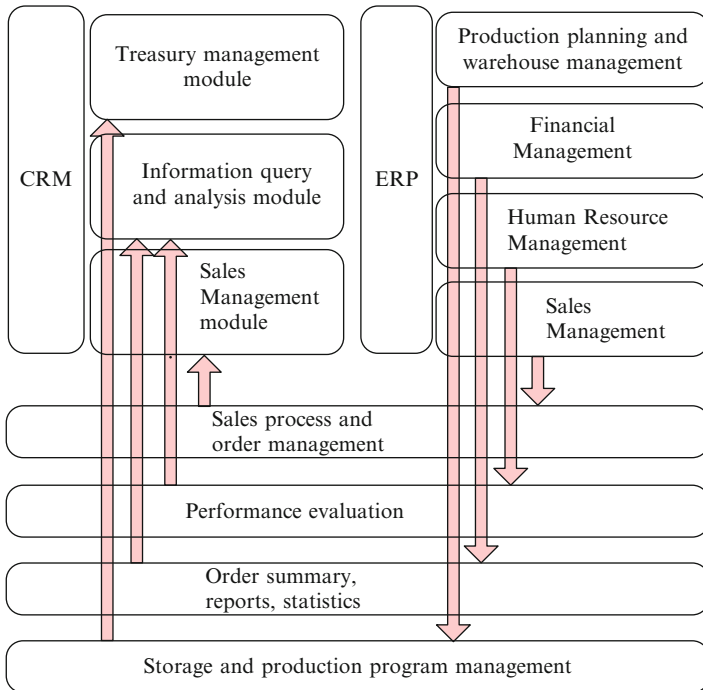 CRM
Treasury management
module
Information query
and analysis module
Sales
Management
module
ERP
Production planning and
warehouse management
Financial
Management
Human Resource
Management
Sales
Management
Sales process and
order management
Performance evaluation
Order summary,
reports, statistics
Storage and production program management